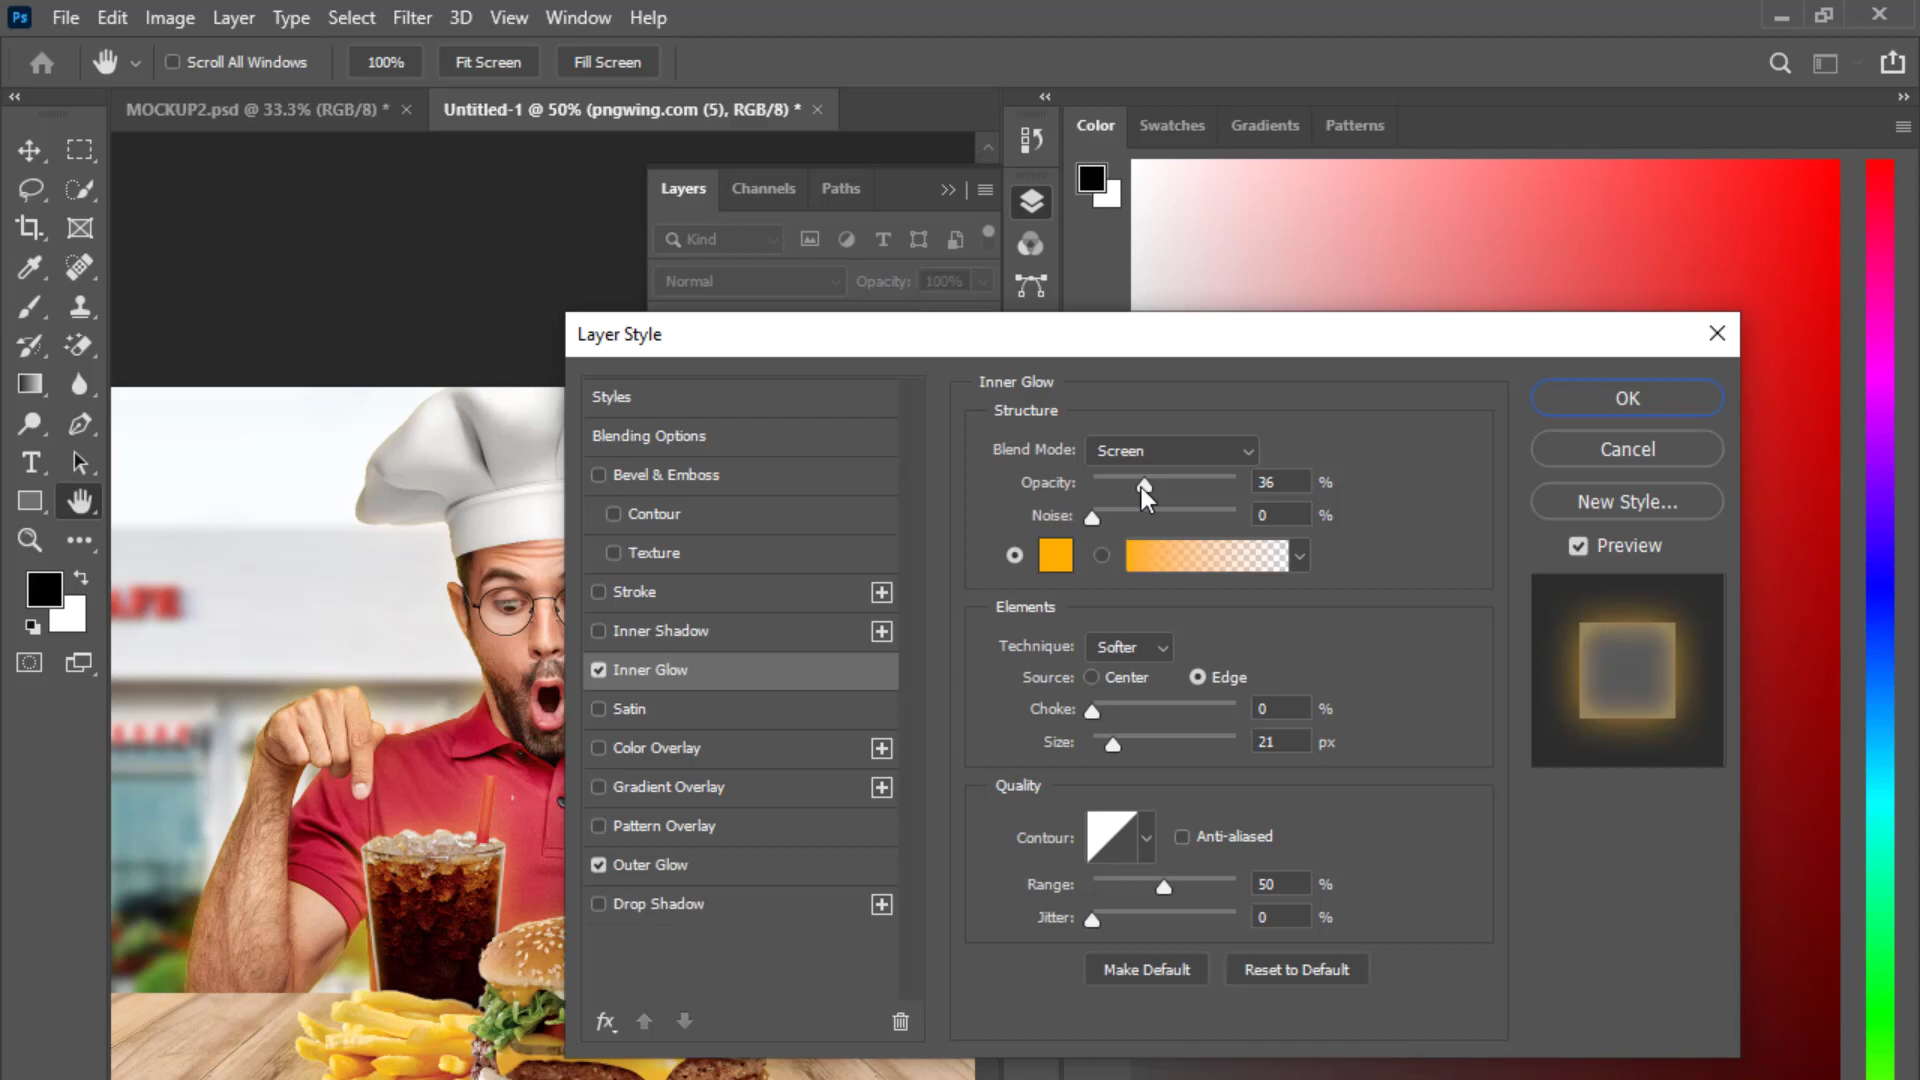 Ps File Edit Image Layer Type Select Filter 3D View Window Help
Scroll All Windows 100% Fit Screen Fill Screen
MOCKUP2.psd @ 33.3% (RGB/8) * Untitled-1 @ 50% (pngwing.com (5), RGB/8) *
Color Swatches Gradients Patterns
Layers Channels Paths
Kind
Normal Opacity: 100%
Layer Style
Styles
Blending Options
Bevel & Emboss
Contour
Texture
Stroke
Inner Shadow
Inner Glow
Satin
Color Overlay
Gradient Overlay
Pattern Overlay
Outer Glow
Drop Shadow
fx
Inner Glow
Structure
Blend Mode: Screen
Opacity: 36 %
Noise: 0 %
Elements
Technique: Softer
Source: Center Edge
Choke: 0 %
Size: 21 px
Quality
Contour: Anti-aliased
Range: 50 %
Jitter: 0 %
Make Default Reset to Default
OK
Cancel
New Style...
Preview